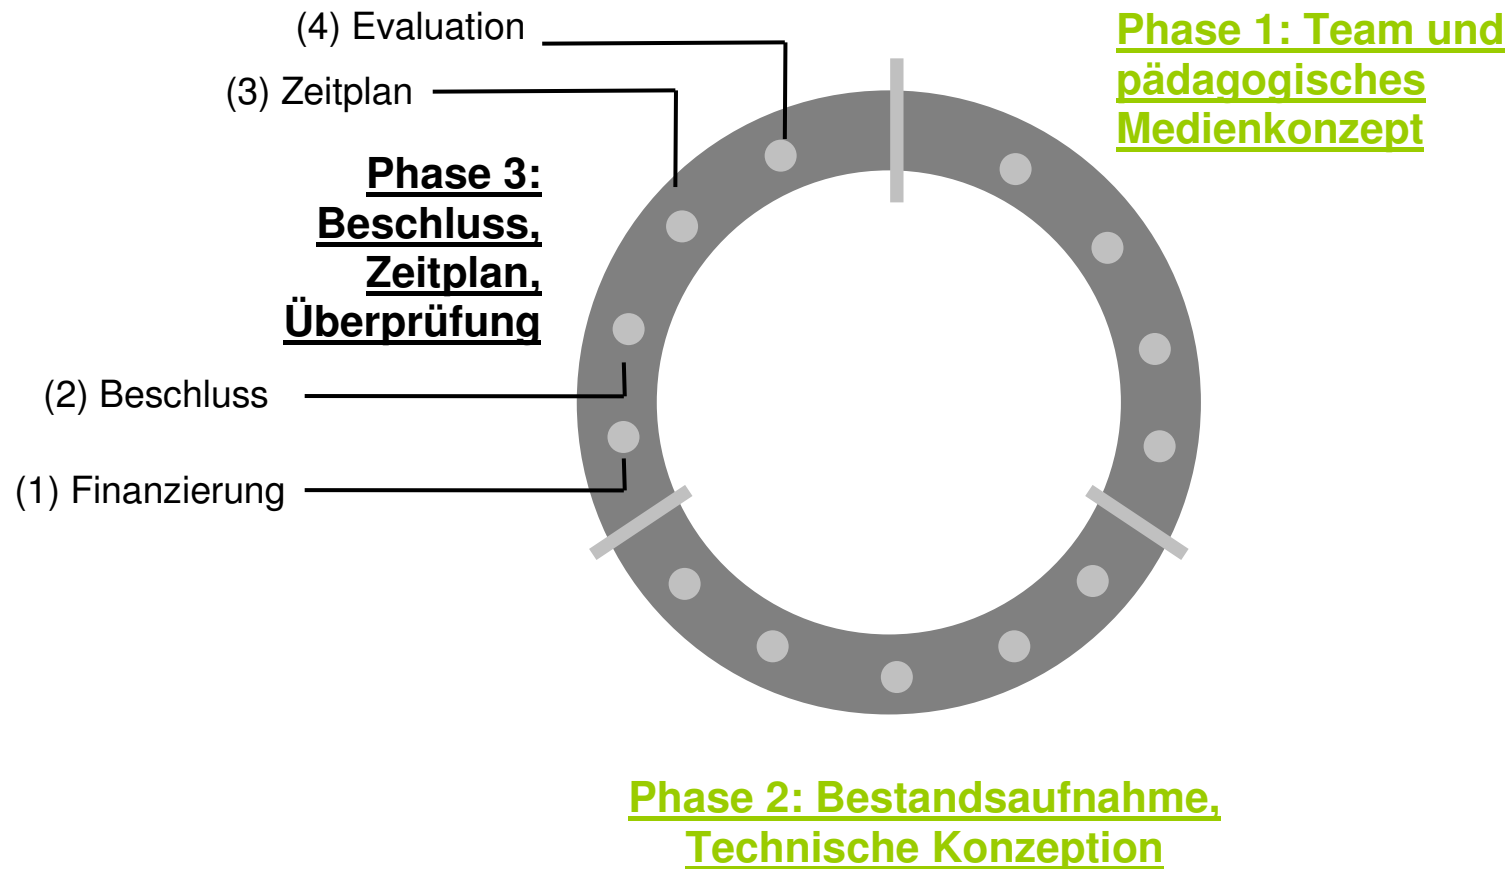 (4) Evaluation
Phase 1: Team und
pädagogisches
Medienkonzept
(3) Zeitplan
Phase 3:
Beschluss,
Zeitplan,
Überprüfung
(2) Beschluss
(1) Finanzierung
Phase 2: Bestandsaufnahme,
Technische Konzeption